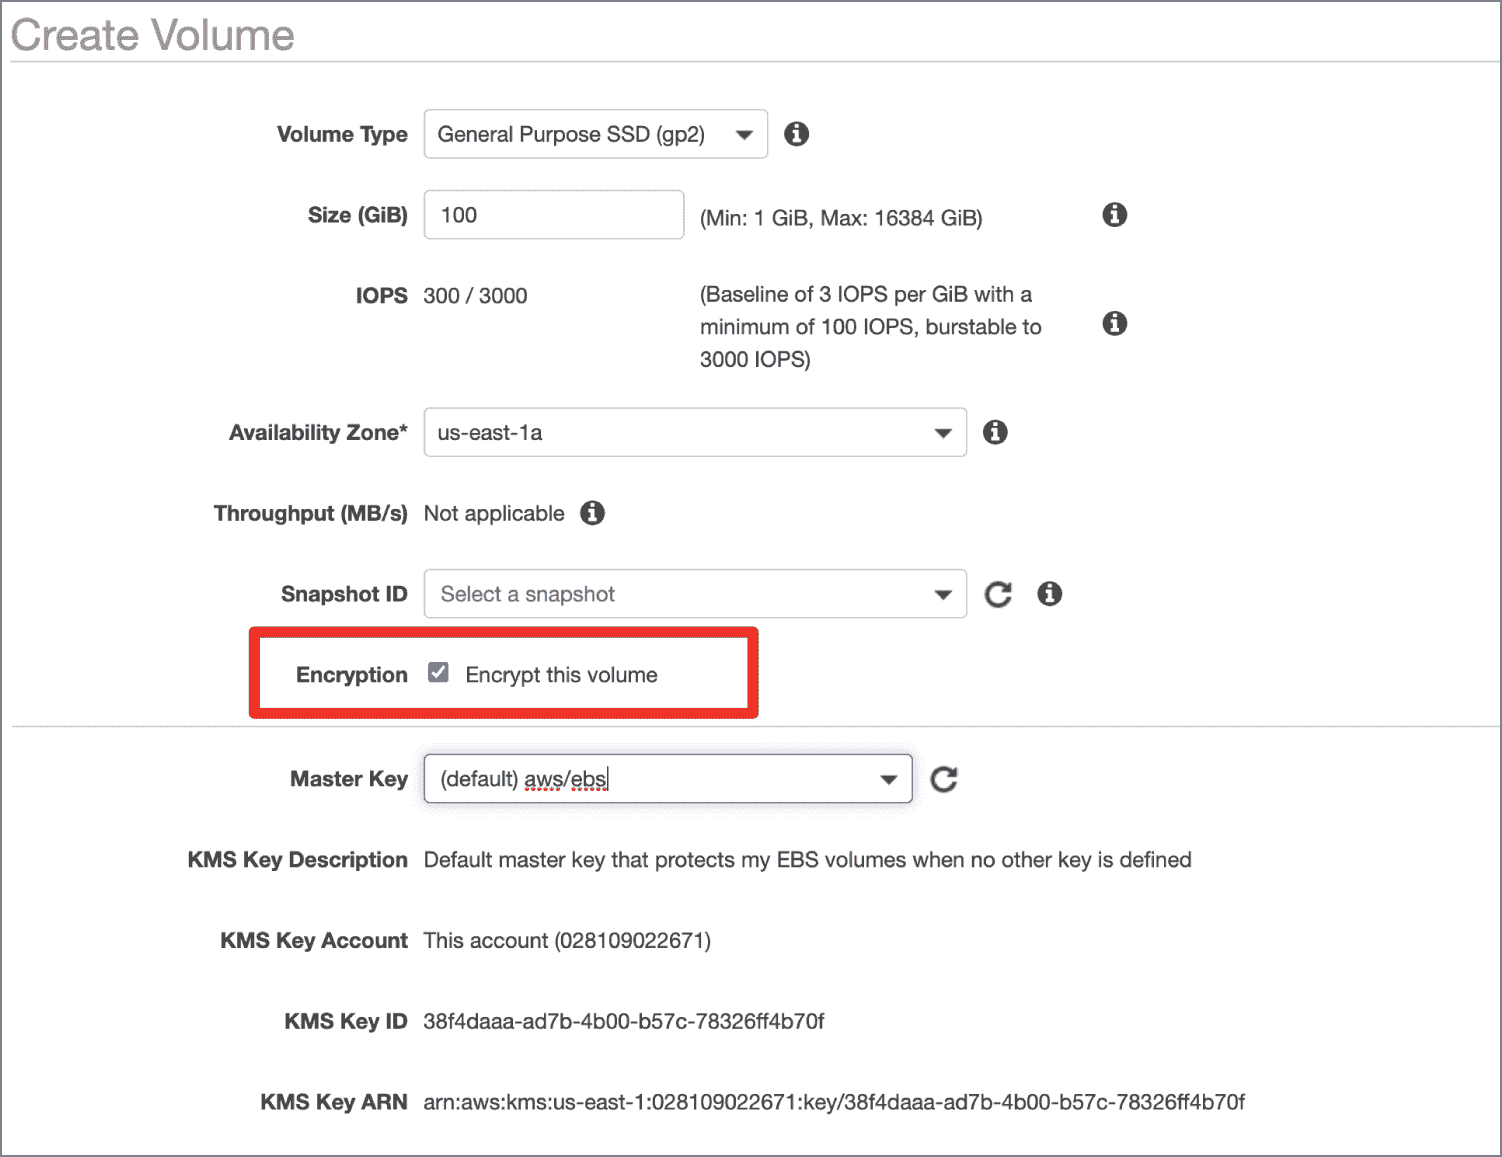 Create Volume
Volume Type General Purpose SSD (gp2)
Size (GiB) 100 (Min: 1 GiB, Max: 16384 GiB)
IOPS 300 / 3000 (Baseline of 3 IOPS per GiB with a
minimum of 100 IOPS, burstable to
3000 IOPS)
Availability Zone* us-east-1a
Throughput (MB/s) Not applicable
Snapshot ID Select a snapshot
Encryption Encrypt this volume
Master Key (default) aws/ebs
KMS Key Description Default master key that protects my EBS volumes when no other key is defined
KMS Key Account This account (028109022671)
KMS Key ID 38f4daaa-ad7b-4b00-b57c-78326ff4b70f
KMS Key ARN arn:aws:kms:us-east-1:028109022671:key/38f4daaa-ad7b-4b00-b57c-78326ff4b70f